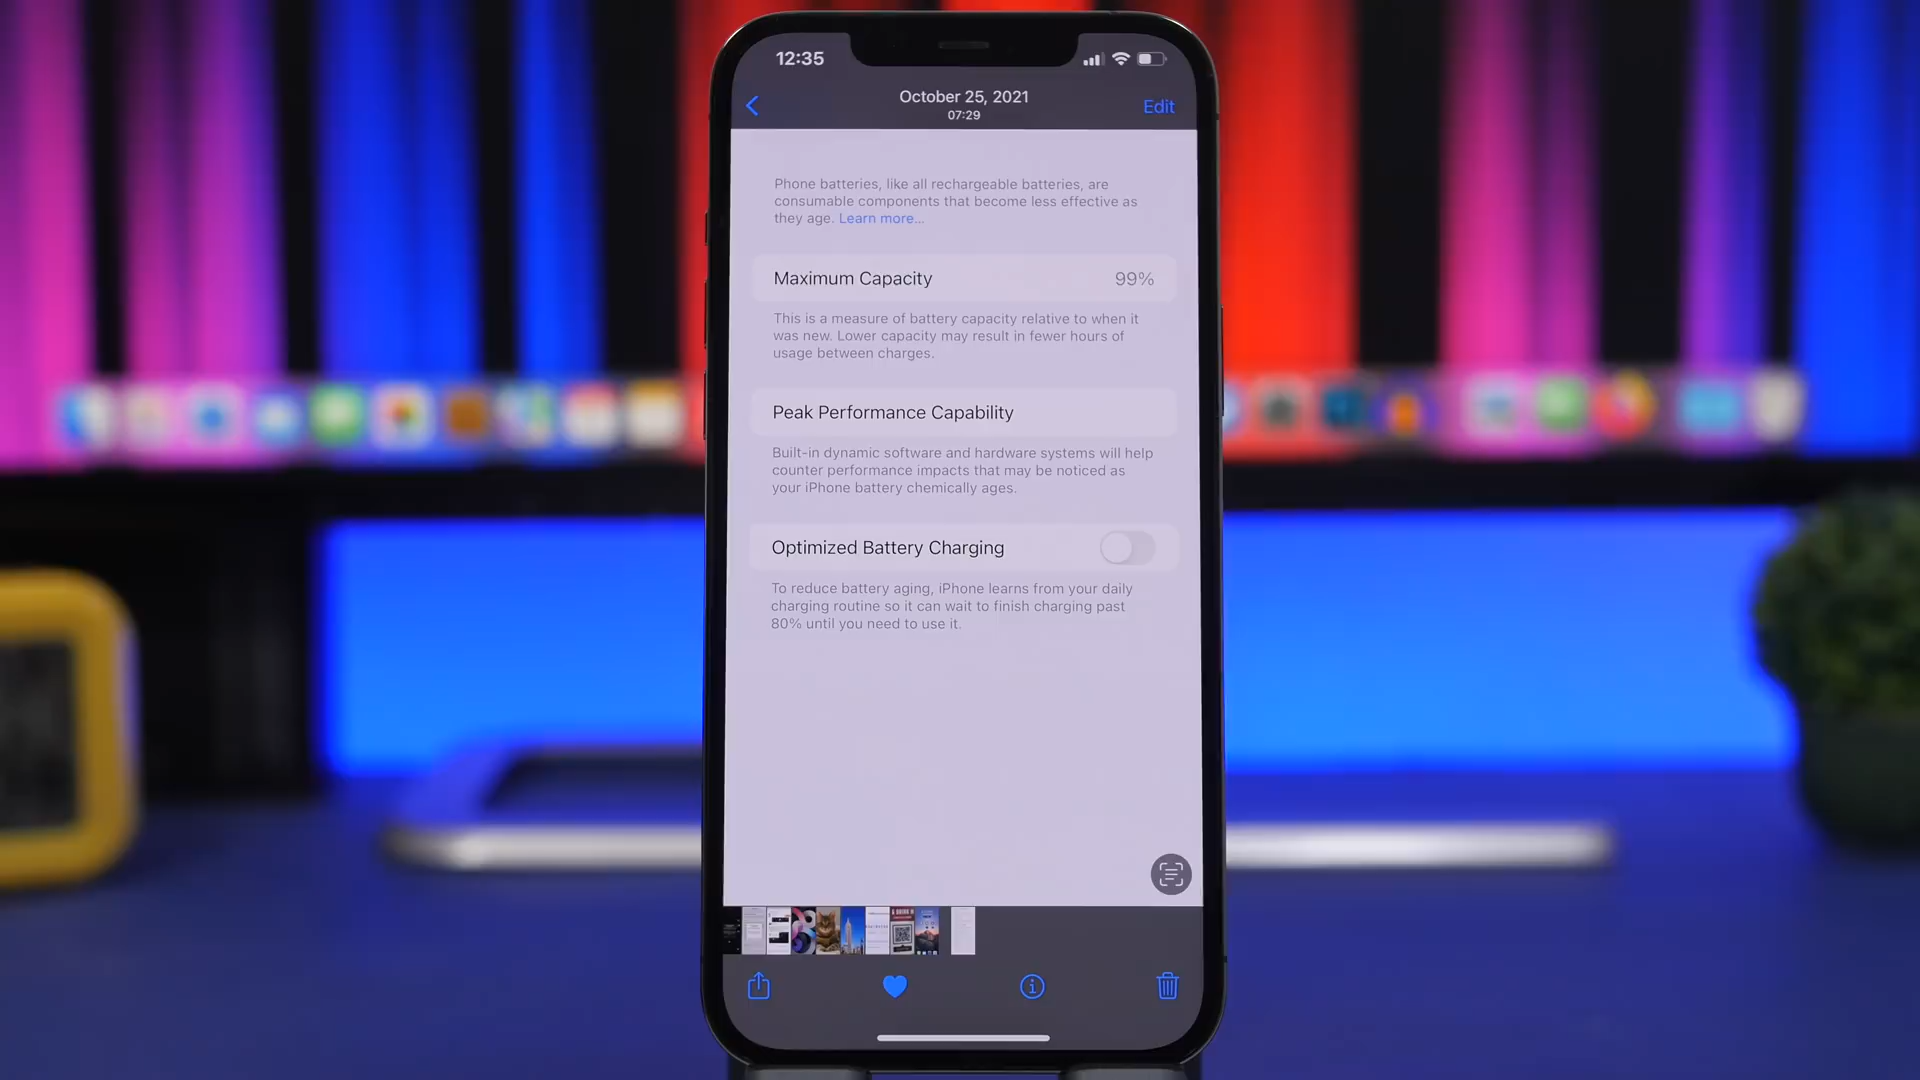 12:35
October 25, 2021
07:29
Edit
Phone batteries, like all rechargeable batteries, are
consumable components that become less effective as
they age. Learn more...
Maximum Capacity 99%
This is a measure of battery capacity relative to when it
was new. Lower capacity may result in fewer hours of
usage between charges.
Peak Performance Capability
Built-in dynamic software and hardware systems will help
counter performance impacts that may be noticed as
your iPhone battery chemically ages.
Optimized Battery Charging
To reduce battery aging, iPhone learns from your daily
charging routine so it can wait to finish charging past
80% until you need to use it.